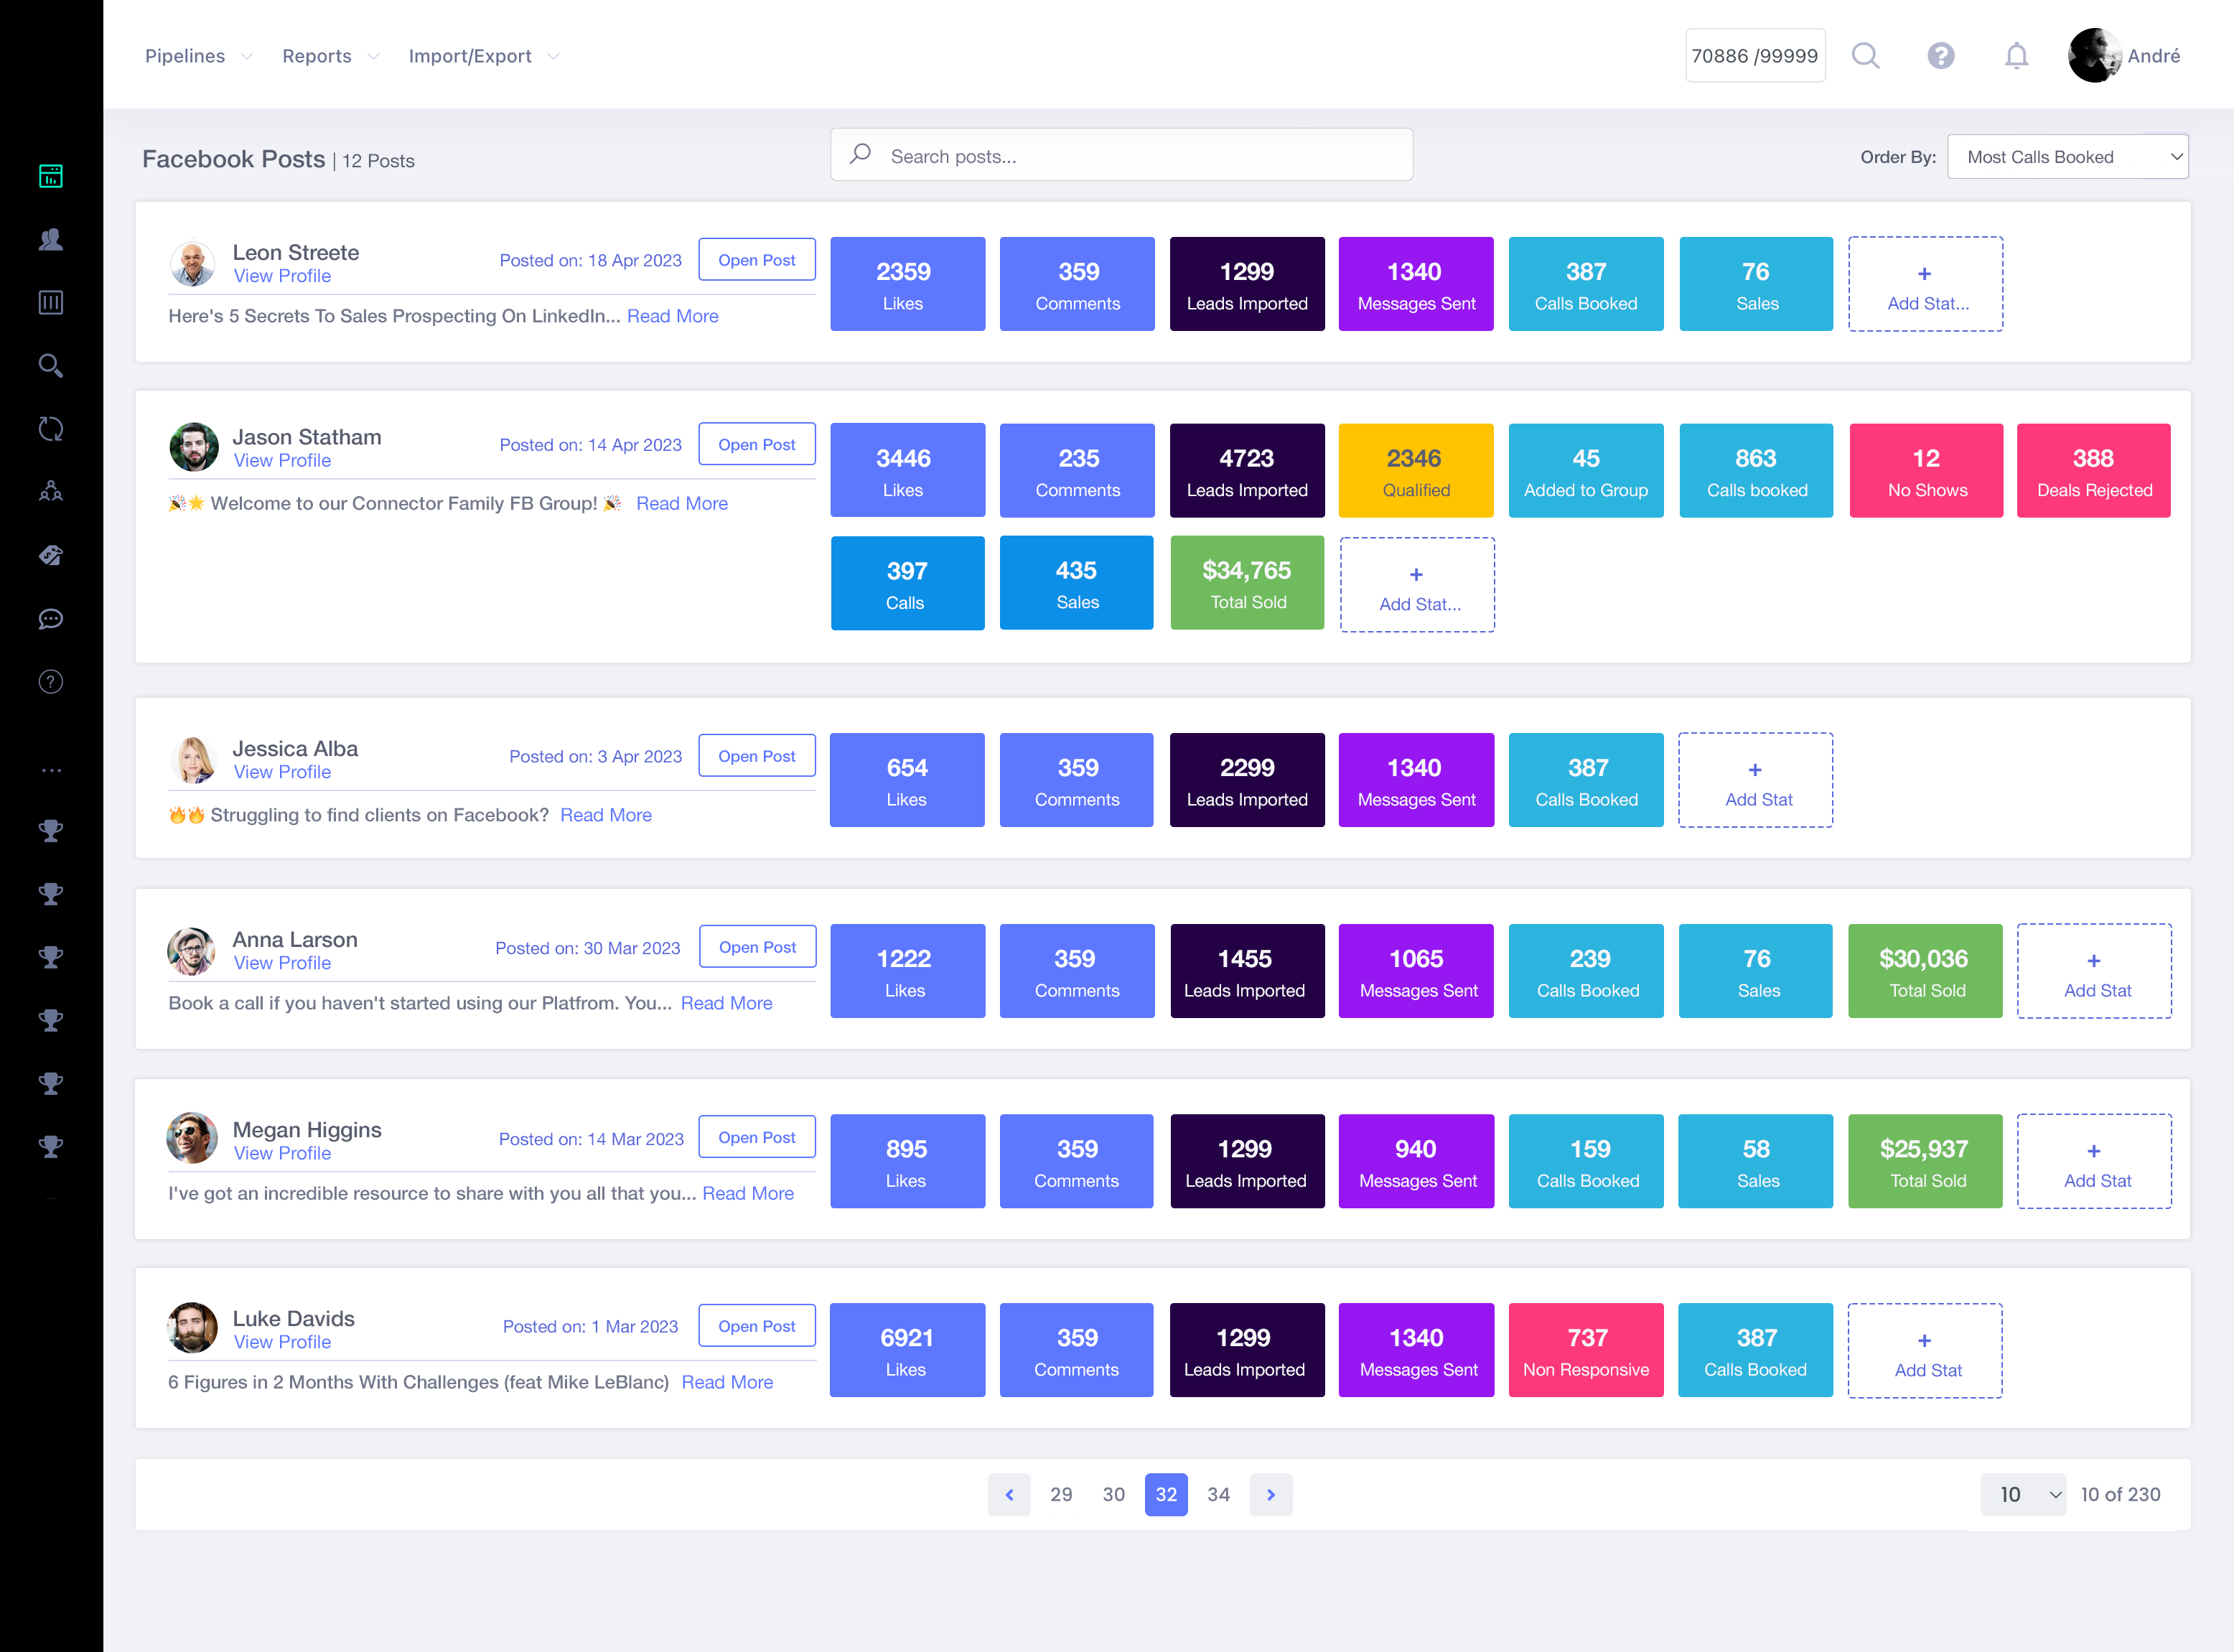 Pipelines Reports Import/Export 70886 /99999 André
Facebook Posts | 12 Posts Search posts... Order By: Most Calls Booked
Leon Streete
View Profile
Posted on: 18 Apr 2023 Open Post
Here's 5 Secrets To Sales Prospecting On LinkedIn... Read More
2359 359 1299 1340 387 76 +
Likes Comments Leads Imported Messages Sent Calls Booked Sales Add Stat...
Jason Statham
View Profile
Posted on: 14 Apr 2023 Open Post
🎉🌟 Welcome to our Connector Family FB Group! 🎉 Read More
3446 235 4723 2346 45 863 12 388
Likes Comments Leads Imported Qualified Added to Group Calls booked No Shows Deals Rejected
397 435 $34,765 +
Calls Sales Total Sold Add Stat...
Jessica Alba
View Profile
Posted on: 3 Apr 2023 Open Post
🔥🔥 Struggling to find clients on Facebook? Read More
654 359 2299 1340 387 +
Likes Comments Leads Imported Messages Sent Calls Booked Add Stat
Anna Larson
View Profile
Posted on: 30 Mar 2023 Open Post
Book a call if you haven't started using our Platfrom. You... Read More
1222 359 1455 1065 239 76 $30,036 +
Likes Comments Leads Imported Messages Sent Calls Booked Sales Total Sold Add Stat
Megan Higgins
View Profile
Posted on: 14 Mar 2023 Open Post
I've got an incredible resource to share with you all that you... Read More
895 359 1299 940 159 58 $25,937 +
Likes Comments Leads Imported Messages Sent Calls Booked Sales Total Sold Add Stat
Luke Davids
View Profile
Posted on: 1 Mar 2023 Open Post
6 Figures in 2 Months With Challenges (feat Mike LeBlanc) Read More
6921 359 1299 1340 737 387 +
Likes Comments Leads Imported Messages Sent Non Responsive Calls Booked Add Stat
29 30 32 34 10 10 of 230